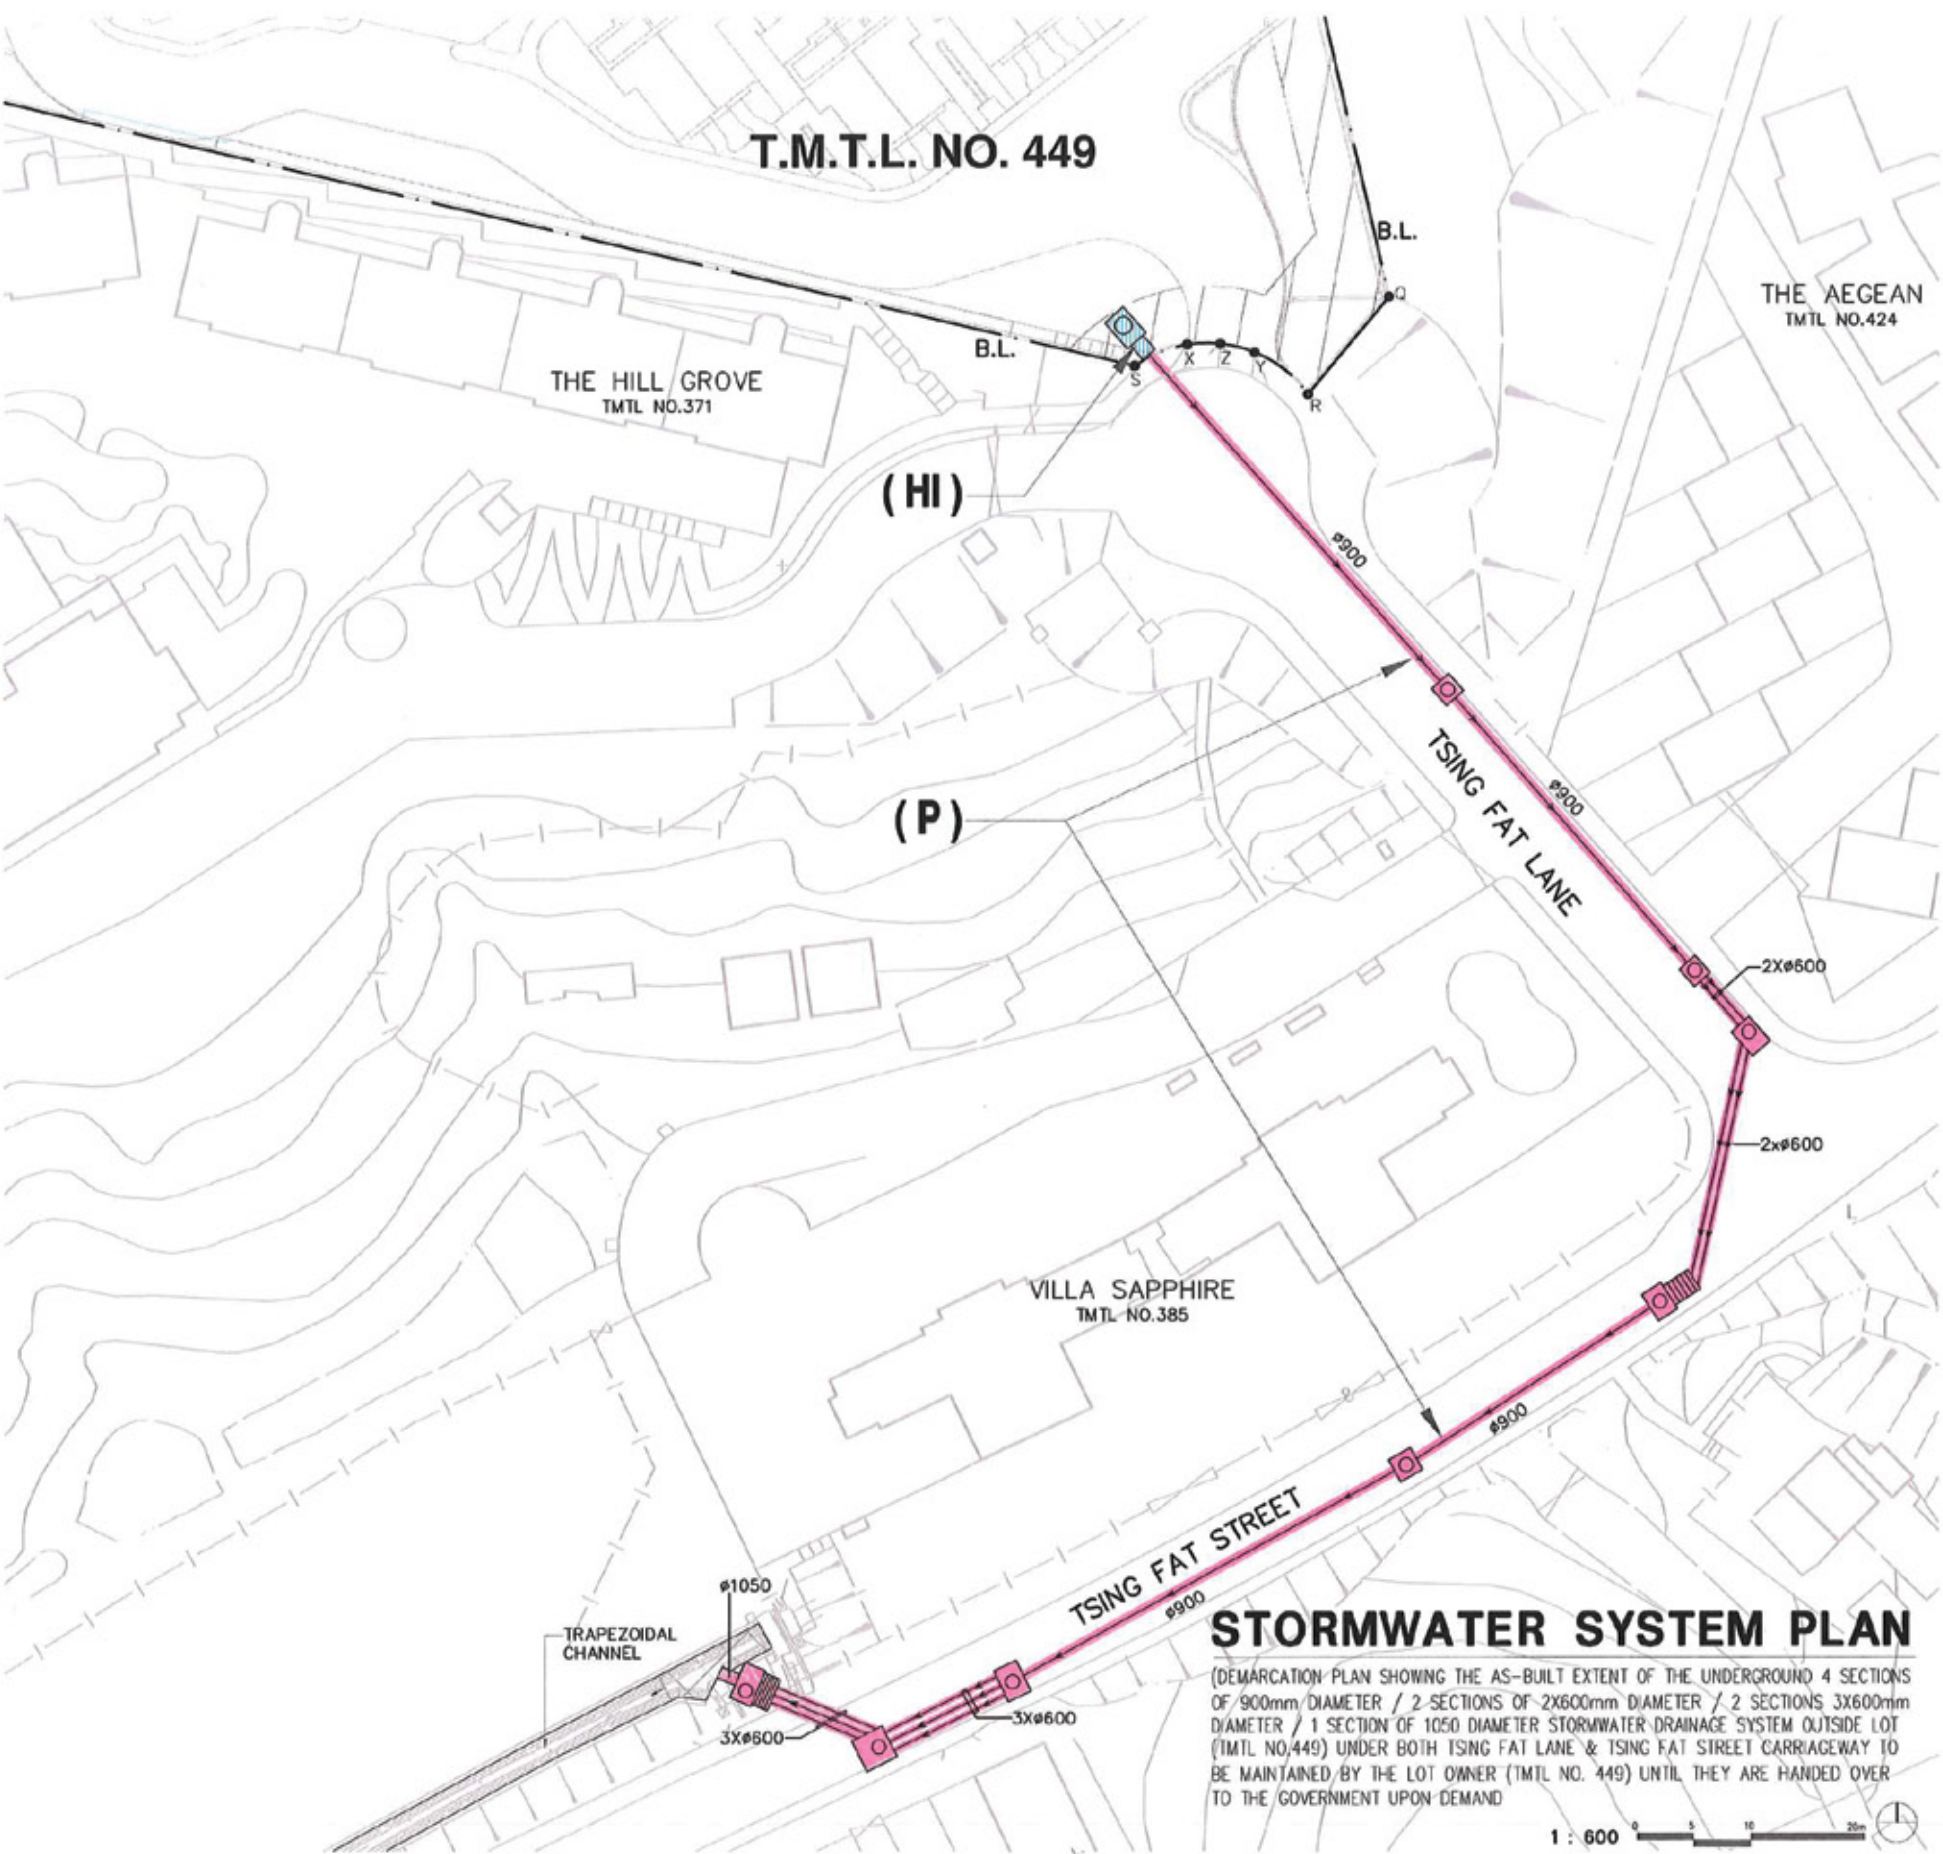 T.M.T.L. NO. 449
B.L.
Q
THE AEGEAN
TMTL NO.424
B.L.
S
X
Z
Y
R
THE HILL GROVE
TMTL NO.371
(HI)
ø900
TSING FAT LANE
ø900
(P)
2Xø600
2xø600
VILLA SAPPHIRE
TMTL NO.385
ø900
TSING FAT STREET
ø900
ø1050
TRAPEZOIDAL
CHANNEL
3Xø600
3Xø600
STORMWATER SYSTEM PLAN
(DEMARCATION PLAN SHOWING THE AS-BUILT EXTENT OF THE UNDERGROUND 4 SECTIONS
OF 900mm DIAMETER / 2 SECTIONS OF 2X600mm DIAMETER / 2 SECTIONS 3X600mm
DIAMETER / 1 SECTION OF 1050 DIAMETER STORMWATER DRAINAGE SYSTEM OUTSIDE LOT
(TMTL NO.449) UNDER BOTH TSING FAT LANE & TSING FAT STREET CARRIAGEWAY TO
BE MAINTAINED BY THE LOT OWNER (TMTL NO. 449) UNTIL THEY ARE HANDED OVER
TO THE GOVERNMENT UPON DEMAND
1 : 600
0 5 10 20m